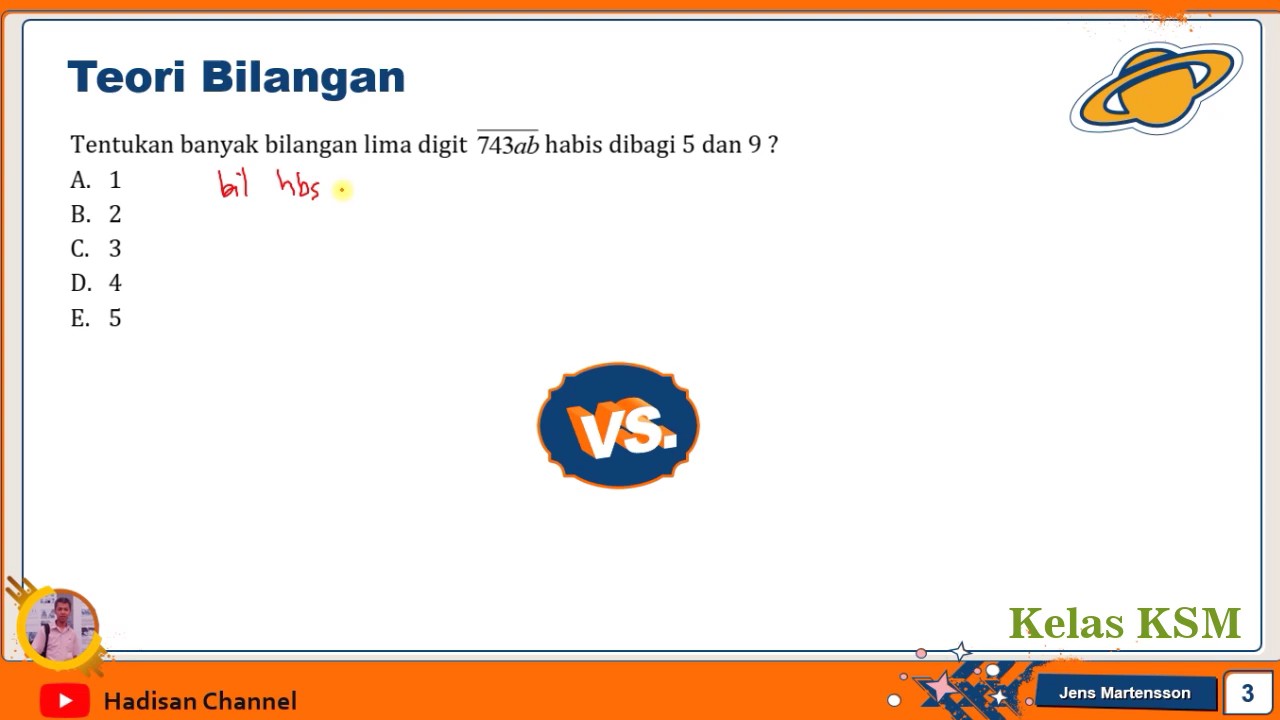 Teori Bilangan
Tentukan banyak bilangan lima digit 743ab habis dibagi 5 dan 9 ?
A. 1
bil hbs
B. 2
C. 3
D. 4
E. 5
VS.
Kelas KSM
Hadisan Channel
Jens Martensson
3